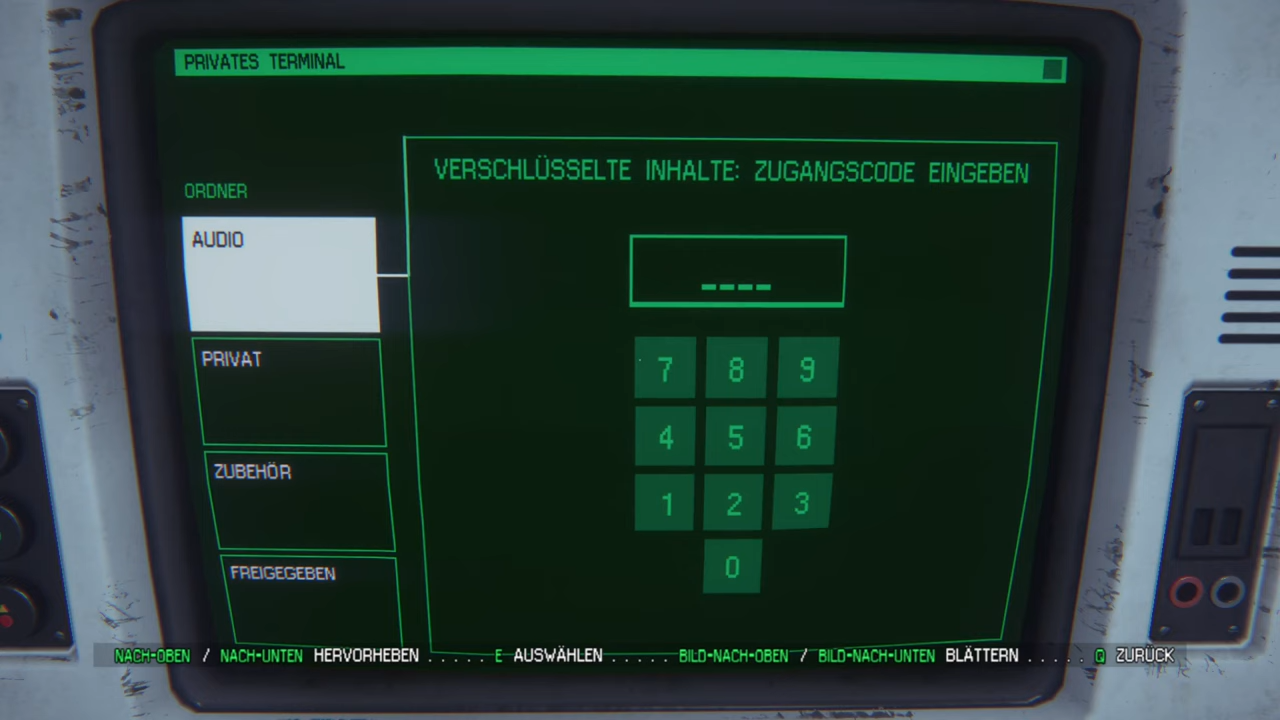 PRIVATES TERMINAL
ORDNER
AUDIO
PRIVAT
ZUBEHÖR
FREIGEGEBEN
VERSCHLÜSSELTE INHALTE: ZUGANGSCODE EINGEBEN
____
7 8 9
4 5 6
1 2 3
0
NACH-OBEN / NACH-UNTEN HERVORHEBEN ..... E AUSWÄHLEN ..... BILD-NACH-OBEN / BILD-NACH-UNTEN BLÄTTERN ..... Q ZURÜCK